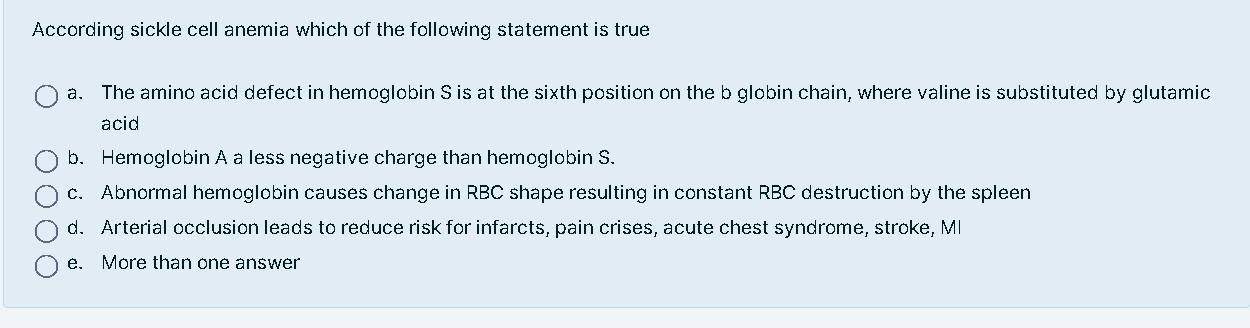 According sickle cell anemia which of the following statement is true
a. The amino acid defect in hemoglobin S is at the sixth position on the b globin chain, where valine is substituted by glutamic
acid
b. Hemoglobin A a less negative charge than hemoglobin S.
c. Abnormal hemoglobin causes change in RBC shape resulting in constant RBC destruction by the spleen
d. Arterial occlusion leads to reduce risk for infarcts, pain crises, acute chest syndrome, stroke, MI
e. More than one answer